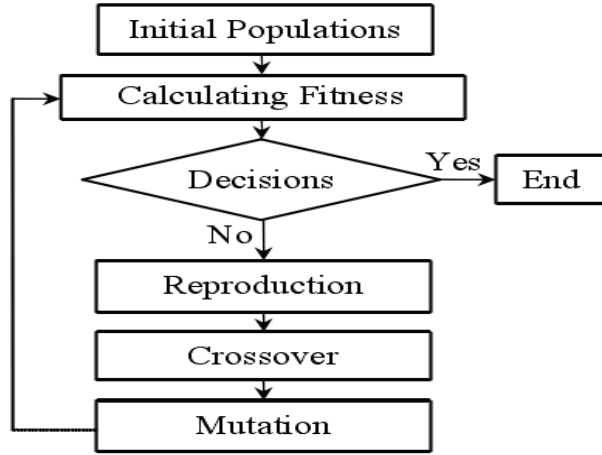 Initial Populations
Calculating Fitness
Decisions
Yes
End
No
Reproduction
Crossover
Mutation